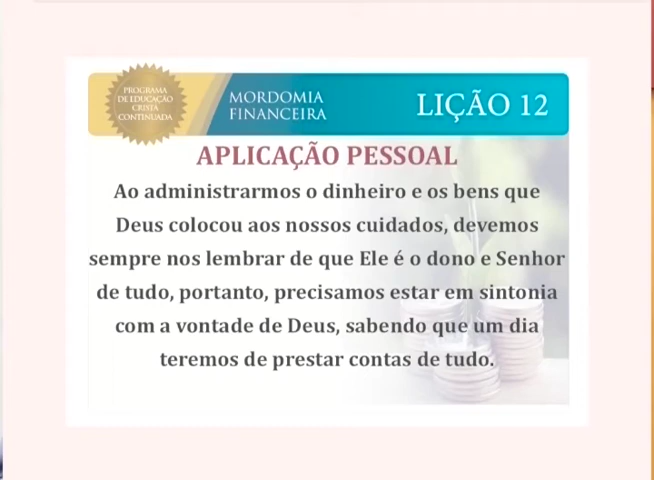 PROGRAMA
DE EDUCAÇÃO
CRISTÃ
CONTINUADA
MORDOMIA
FINANCEIRA
LIÇÃO 12
APLICAÇÃO PESSOAL
Ao administrarmos o dinheiro e os bens que
Deus colocou aos nossos cuidados, devemos
sempre nos lembrar de que Ele é o dono e Senhor
de tudo, portanto, precisamos estar em sintonia
com a vontade de Deus, sabendo que um dia
teremos de prestar contas de tudo.